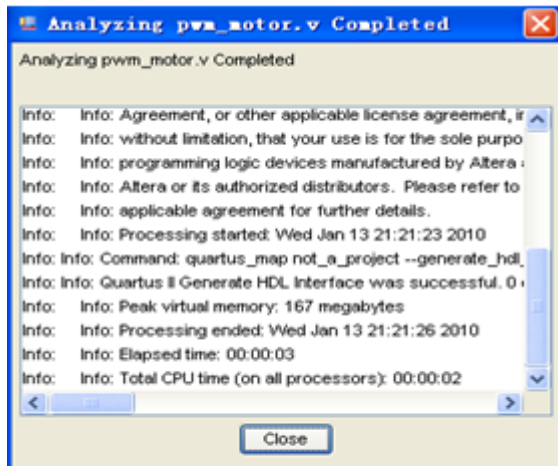 Analyzing pwm_motor.v Completed
Analyzing pwm_motor.v Completed
Info: Info: Agreement, or other applicable license agreement,
Info: Info: without limitation, that your use is for the sole
Info: Info: programming logic devices manufactured by Altera
Info: Info: Altera or its authorized distributors. Please refer to
Info: Info: applicable agreement for further details.
Info: Info: Processing started: Wed Jan 13 21:21:23 2010
Info: Info: Command: quartus_map not_a_project --generate_hdl_
Info: Info: Quartus II Generate HDL Interface was successful. 0
Info: Info: Peak virtual memory: 167 megabytes
Info: Info: Processing ended: Wed Jan 13 21:21:26 2010
Info: Info: Elapsed time: 00:00:03
Info: Info: Total CPU time (on all processors): 00:00:02
Close